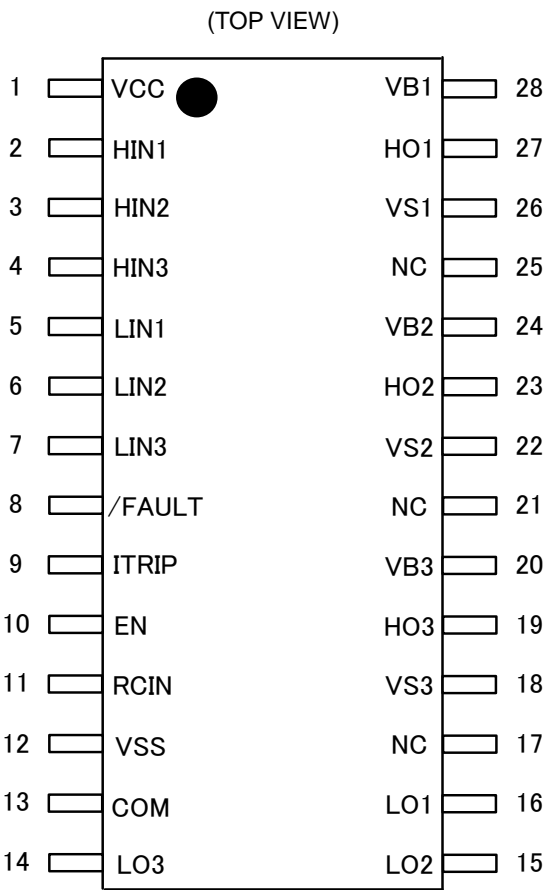 (TOP VIEW)
1 VCC VB1 28
2 HIN1 HO1 27
3 HIN2 VS1 26
4 HIN3 NC 25
5 LIN1 VB2 24
6 LIN2 HO2 23
7 LIN3 VS2 22
8 /FAULT NC 21
9 ITRIP VB3 20
10 EN HO3 19
11 RCIN VS3 18
12 VSS NC 17
13 COM LO1 16
14 LO3 LO2 15